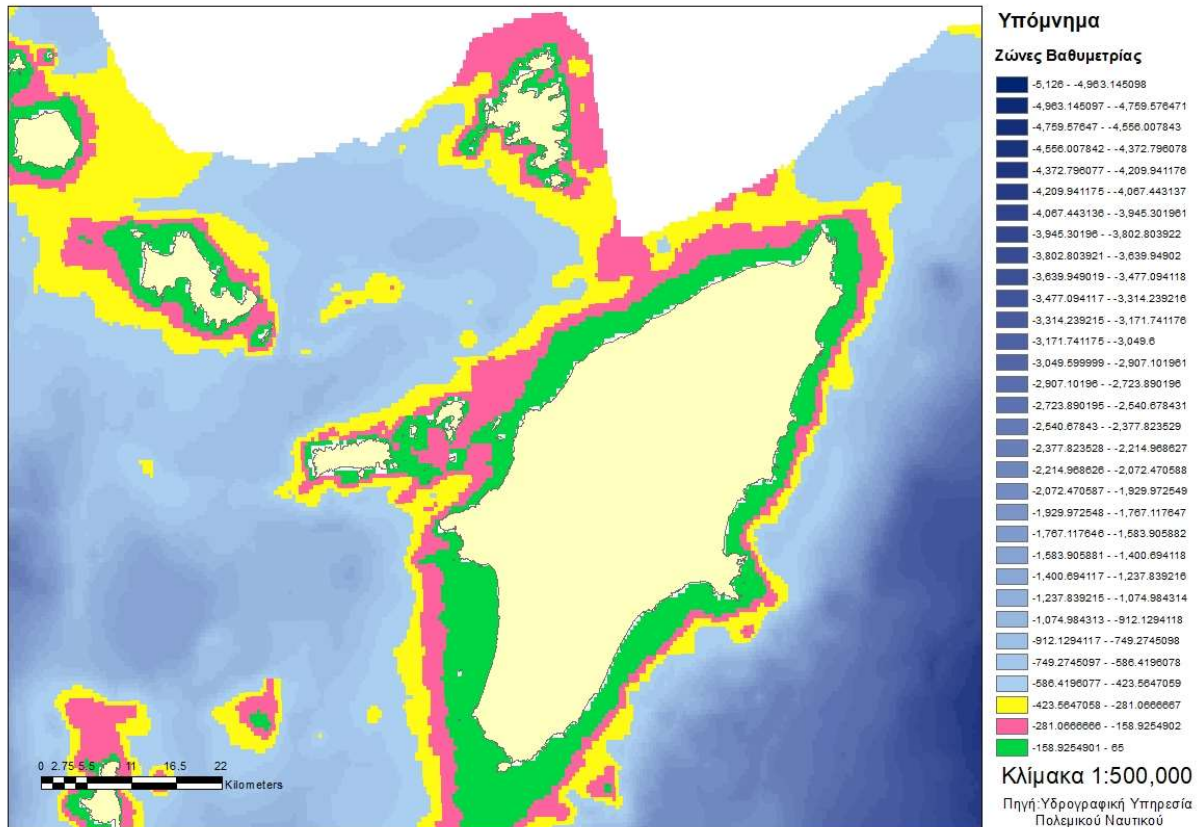 Υπόμνημα
Ζώνες Βαθυμετρίας
-5,126 - -4,963.145098
-4,963.145097 - -4,759.576471
-4,759.57647 - -4,556.007843
-4,556.007842 - -4,372.796078
-4,372.796077 - -4,209.941176
-4,209.941175 - -4,067.443137
-4,067.443136 - -3,945.301961
-3,945.30196 - -3,802.803922
-3,802.803921 - -3,639.94902
-3,639.949019 - -3,477.094118
-3,477.094117 - -3,314.239216
-3,314.239215 - -3,171.741176
-3,171.741175 - -3,049.6
-3,049.599999 - -2,907.101961
-2,907.10196 - -2,723.890196
-2,723.890195 - -2,540.678431
-2,540.67843 - -2,377.823529
-2,377.823528 - -2,214.968627
-2,214.968626 - -2,072.470588
-2,072.470587 - -1,929.972549
-1,929.972548 - -1,767.117647
-1,767.117646 - -1,583.905882
-1,583.905881 - -1,400.694118
-1,400.694117 - -1,237.839216
-1,237.839215 - -1,074.984314
-1,074.984313 - -912.1294118
-912.1294117 - -749.2745098
-749.2745097 - -586.4196078
-586.4196077 - -423.5647059
-423.5647058 - -281.0666667
-281.0666666 - -158.9254902
-158.9254901 - 65
0 2.75 5.5 11 16.5 22
Kilometers
Κλίμακα 1:500,000
Πηγή:Υδρογραφική Υπηρεσία
Πολεμικού Ναυτικού